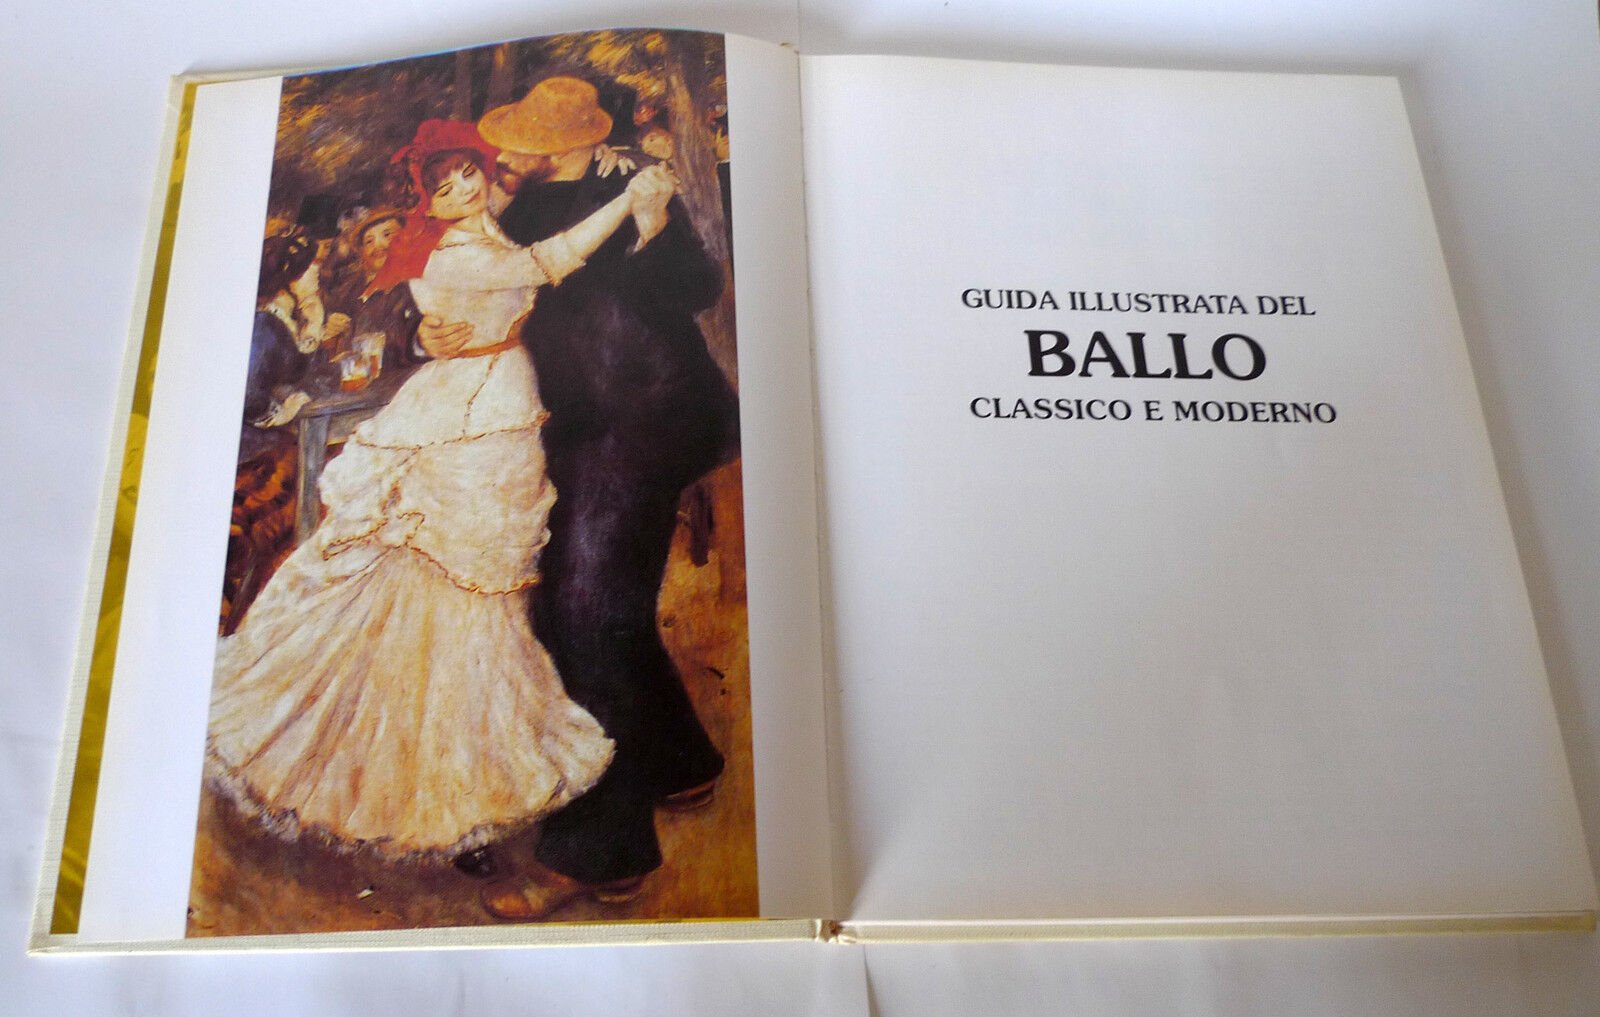 GUIDA ILLUSTRATA DEL
BALLO
CLASSICO E MODERNO